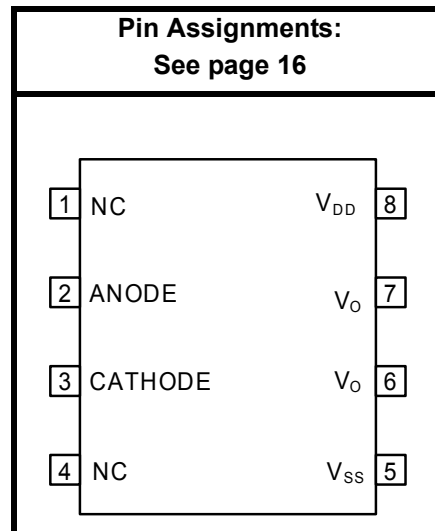 Pin Assignments:
See page 16
1 NC V_DD 8
2 ANODE V_O 7
3 CATHODE V_O 6
4 NC V_SS 5